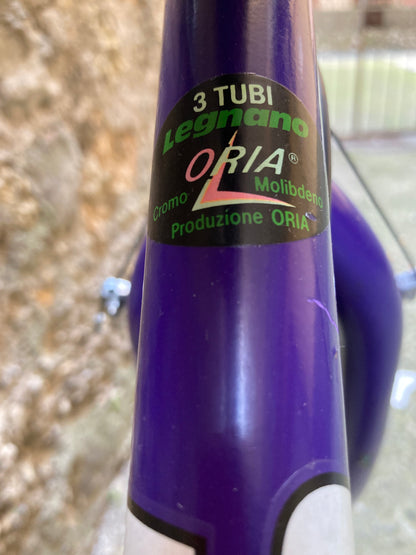 3 TUBI
Legnano
ORIA®
Cromo Molibdeno
Produzione ORIA